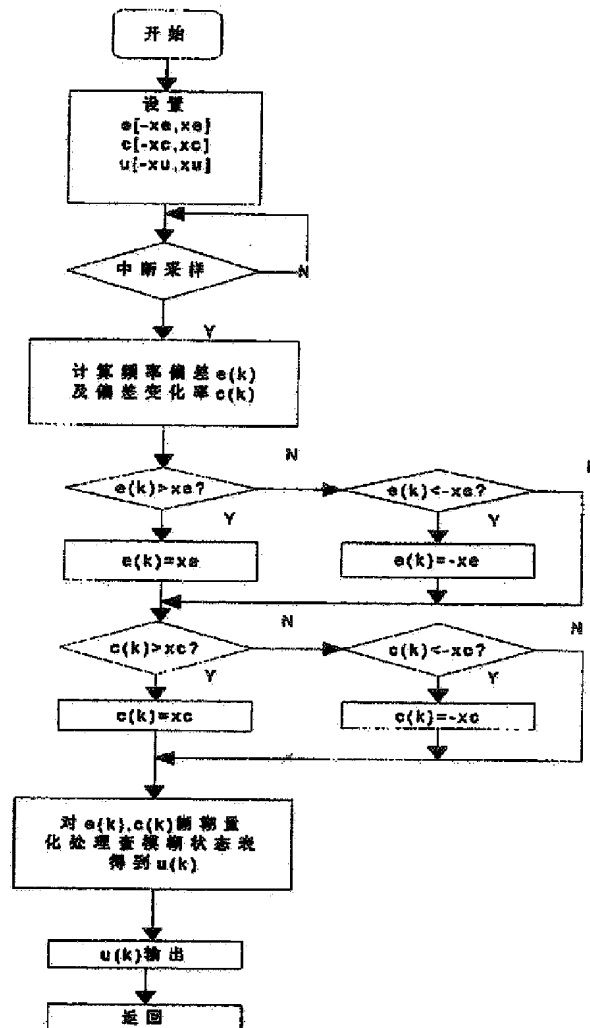 开始
设置
e[-xe,xe]
c[-xc,xc]
u[-xu,xu]
中断采样
N
Y
计算频率偏差e(k)
及偏差变化率c(k)
N
N
e(k)>xe?
e(k)<-xe?
Y
Y
e(k)=xe
e(k)=-xe
N
N
c(k)>xc?
c(k)<-xc?
Y
Y
c(k)=xc
c(k)=-xc
对e(k),c(k)模糊量
化处理查模糊状态表
得到u(k)
u(k)输出
返回